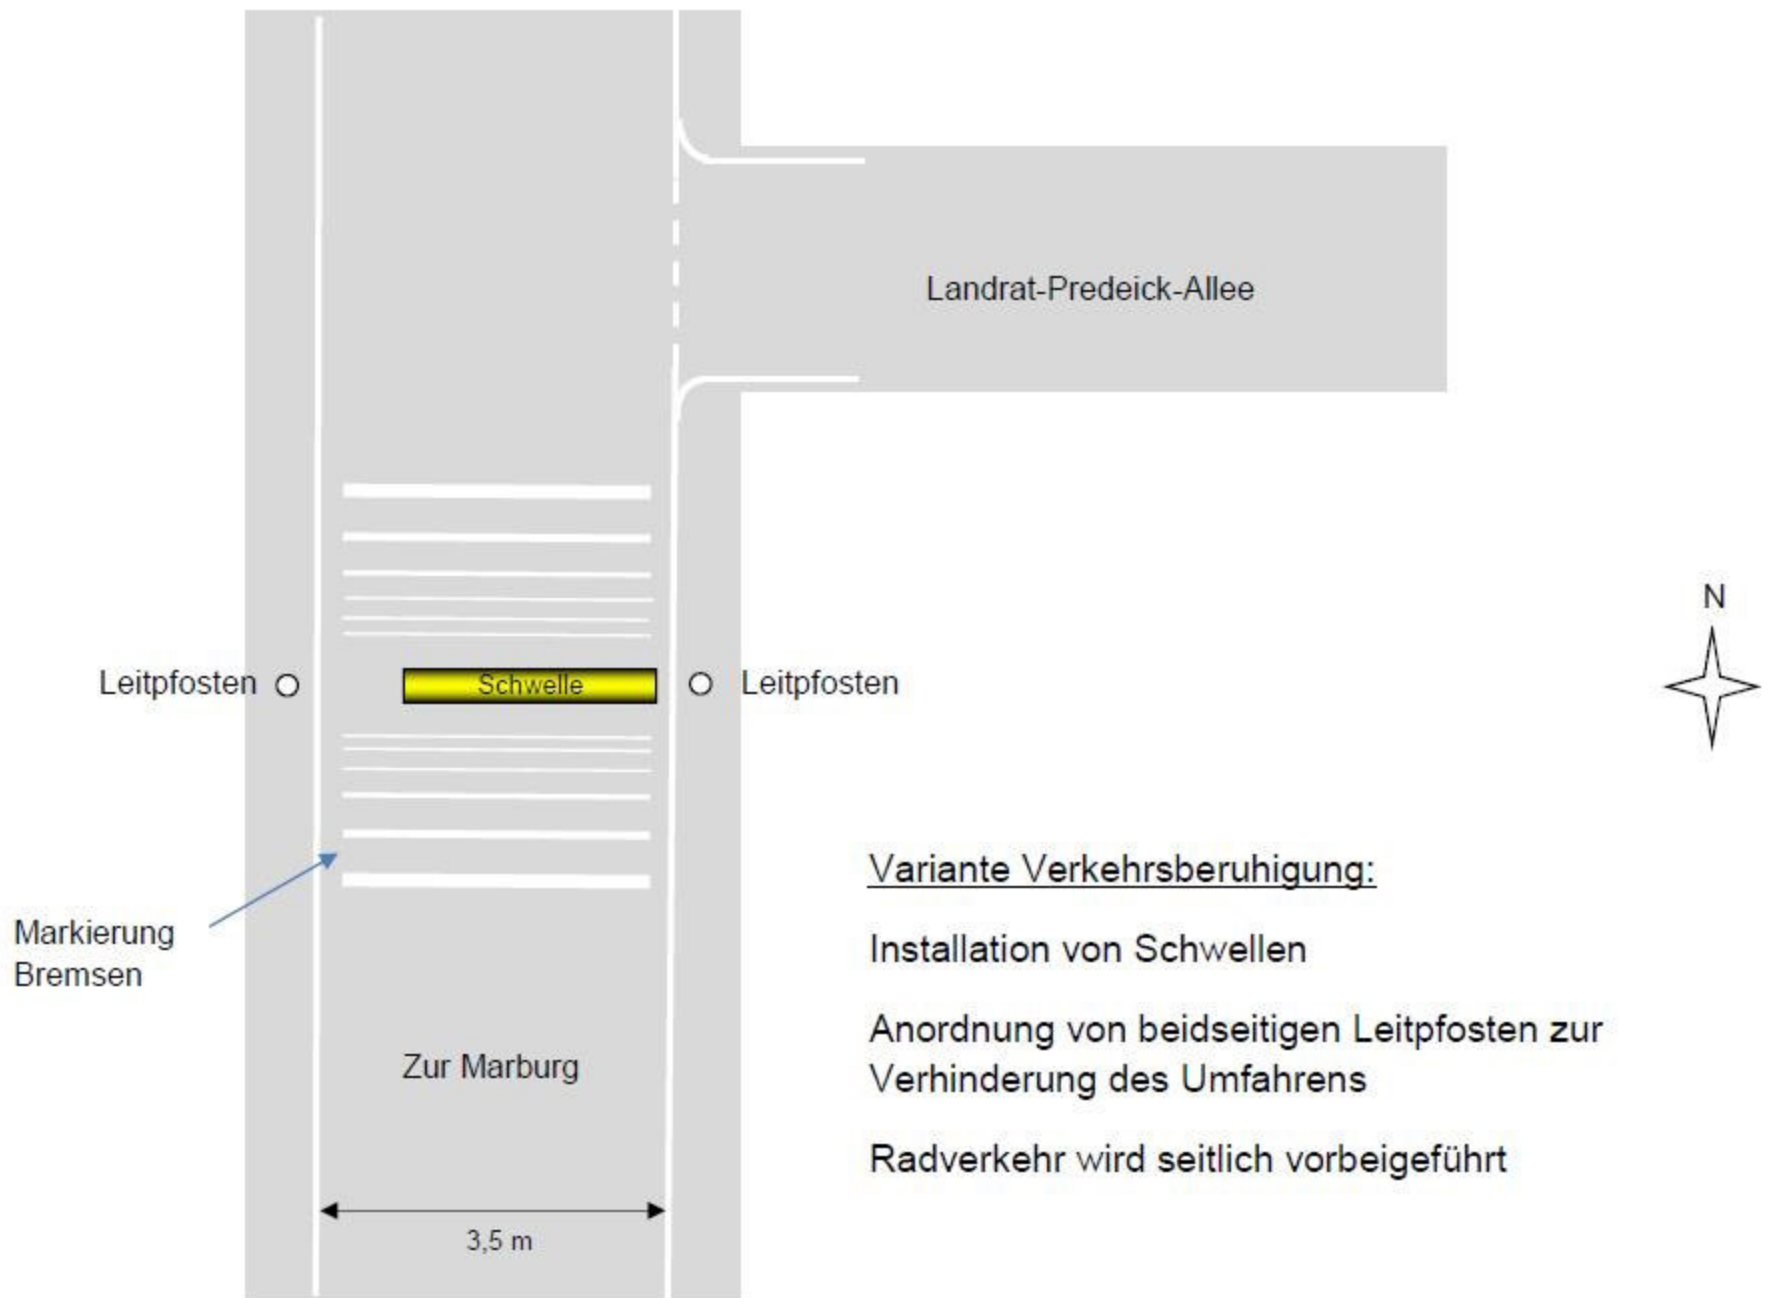 Landrat-Predeick-Allee
N
Leitpfosten
Schwelle
Leitpfosten
Markierung
Bremsen
Zur Marburg
3,5 m
Variante Verkehrsberuhigung:
Installation von Schwellen
Anordnung von beidseitigen Leitpfosten zur
Verhinderung des Umfahrens
Radverkehr wird seitlich vorbeigeführt